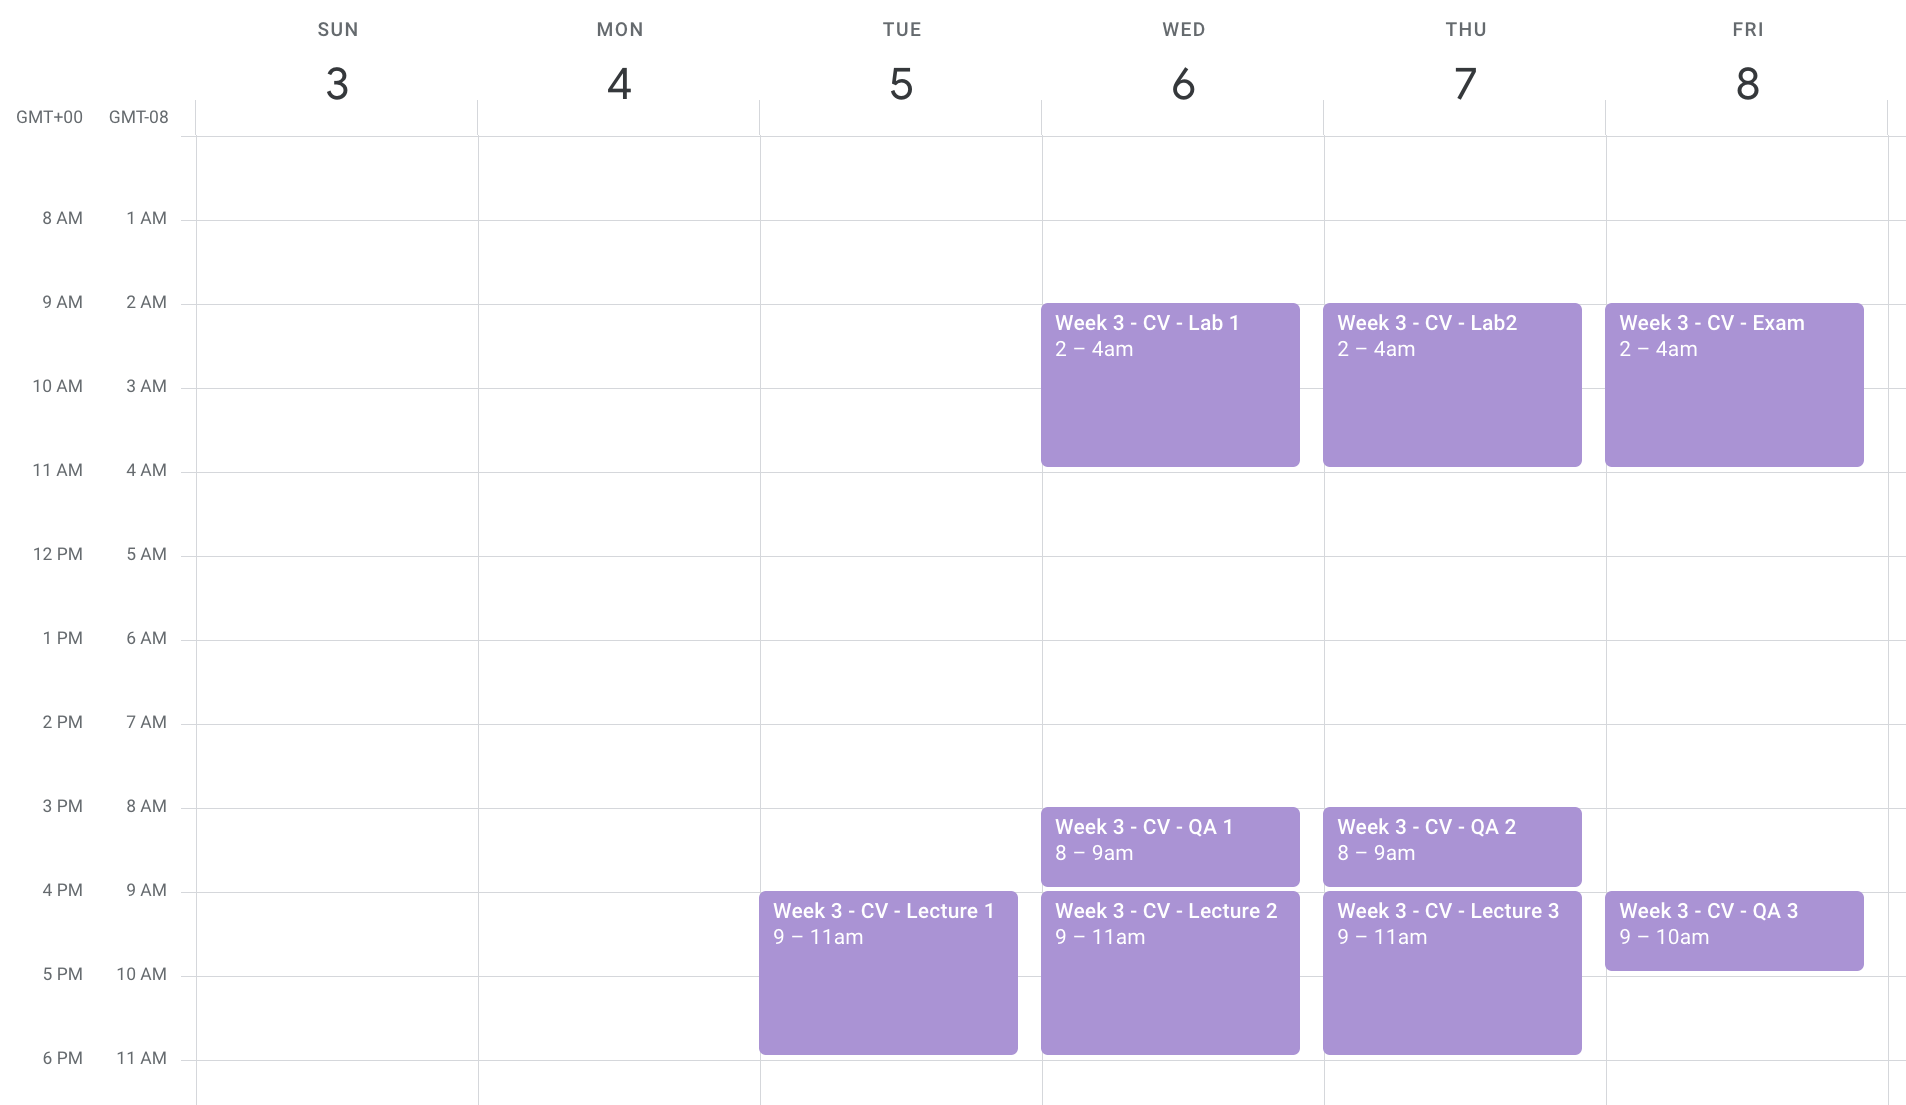 SUN MON TUE WED THU FRI
3 4 5 6 7 8
GMT+00 GMT-08
8 AM 1 AM
9 AM 2 AM
Week 3 - CV - Lab 1
2 – 4am
Week 3 - CV - Lab2
2 – 4am
Week 3 - CV - Exam
2 – 4am
10 AM 3 AM
11 AM 4 AM
12 PM 5 AM
1 PM 6 AM
2 PM 7 AM
3 PM 8 AM
Week 3 - CV - QA 1
8 – 9am
Week 3 - CV - QA 2
8 – 9am
4 PM 9 AM
Week 3 - CV - Lecture 1
9 – 11am
Week 3 - CV - Lecture 2
9 – 11am
Week 3 - CV - Lecture 3
9 – 11am
Week 3 - CV - QA 3
9 – 10am
5 PM 10 AM
6 PM 11 AM